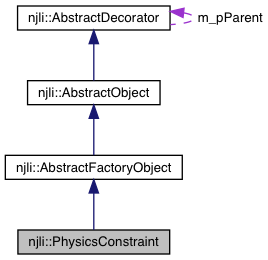 njli::AbstractDecorator
m_pParent
njli::AbstractObject
njli::AbstractFactoryObject
njli::PhysicsConstraint